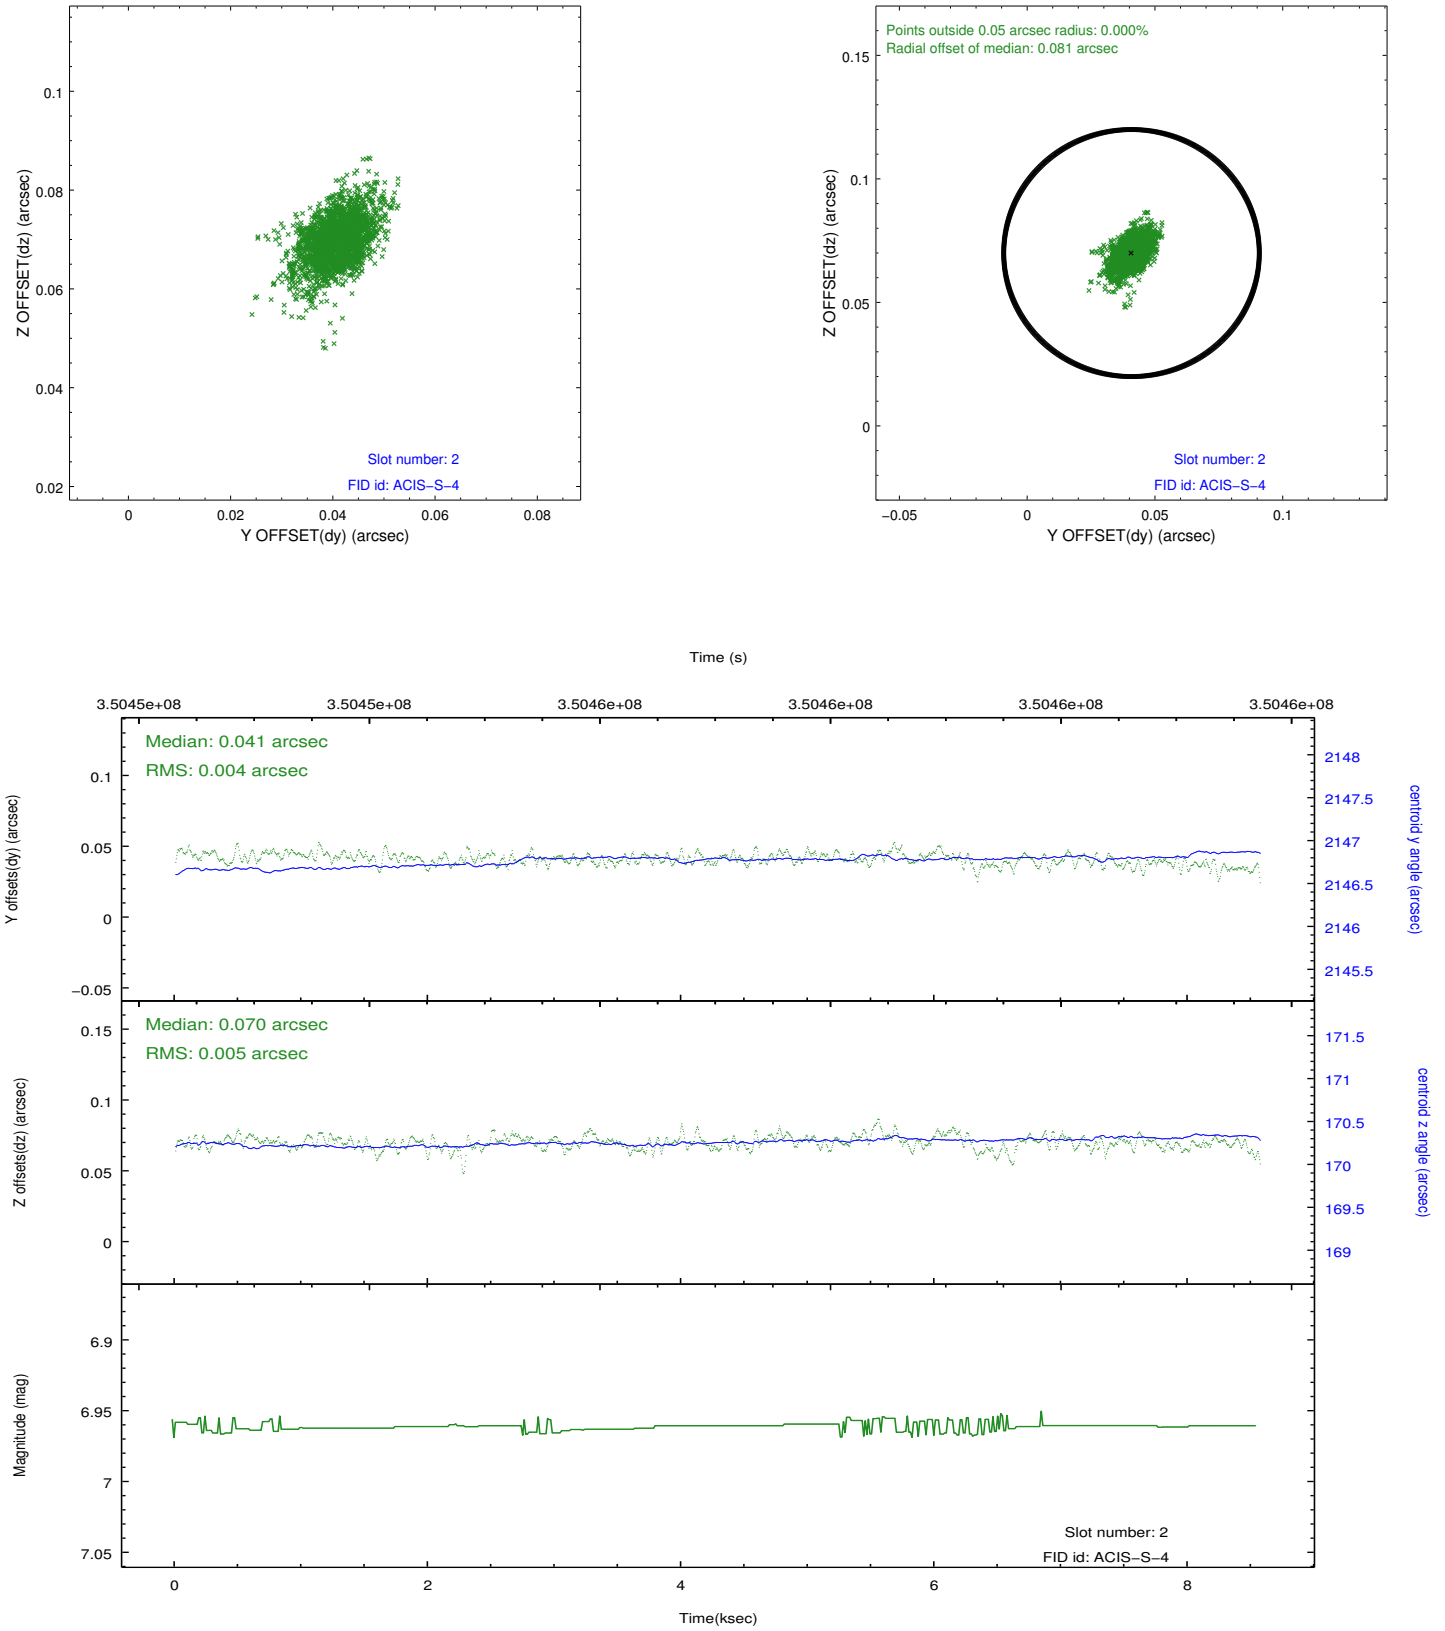 0.1
0.08
0.06
0.04
0.02
Z OFFSET(dz) (arcsec)
Slot number: 2
FID id: ACIS−S−4
0 0.02 0.04 0.06 0.08
Y OFFSET(dy) (arcsec)
Points outside 0.05 arcsec radius: 0.000%
Radial offset of median: 0.081 arcsec
0.15
0.1
0.05
0
Z OFFSET(dz) (arcsec)
Slot number: 2
FID id: ACIS−S−4
−0.05 0 0.05 0.1
Y OFFSET(dy) (arcsec)
Time (s)
3.5045e+08 3.5045e+08 3.5046e+08 3.5046e+08 3.5046e+08 3.5046e+08
Median: 0.041 arcsec
RMS: 0.004 arcsec
0.1
0.05
0
−0.05
Y offsets(dy) (arcsec)
2148
2147.5
2147
2146.5
2146
2145.5
centroid y angle (arcsec)
Median: 0.070 arcsec
RMS: 0.005 arcsec
0.15
0.1
0.05
0
Z offsets(dz) (arcsec)
171.5
171
170.5
170
169.5
169
centroid z angle (arcsec)
6.9
6.95
7
7.05
Magnitude (mag)
Slot number: 2
FID id: ACIS−S−4
0 2 4 6 8
Time(ksec)